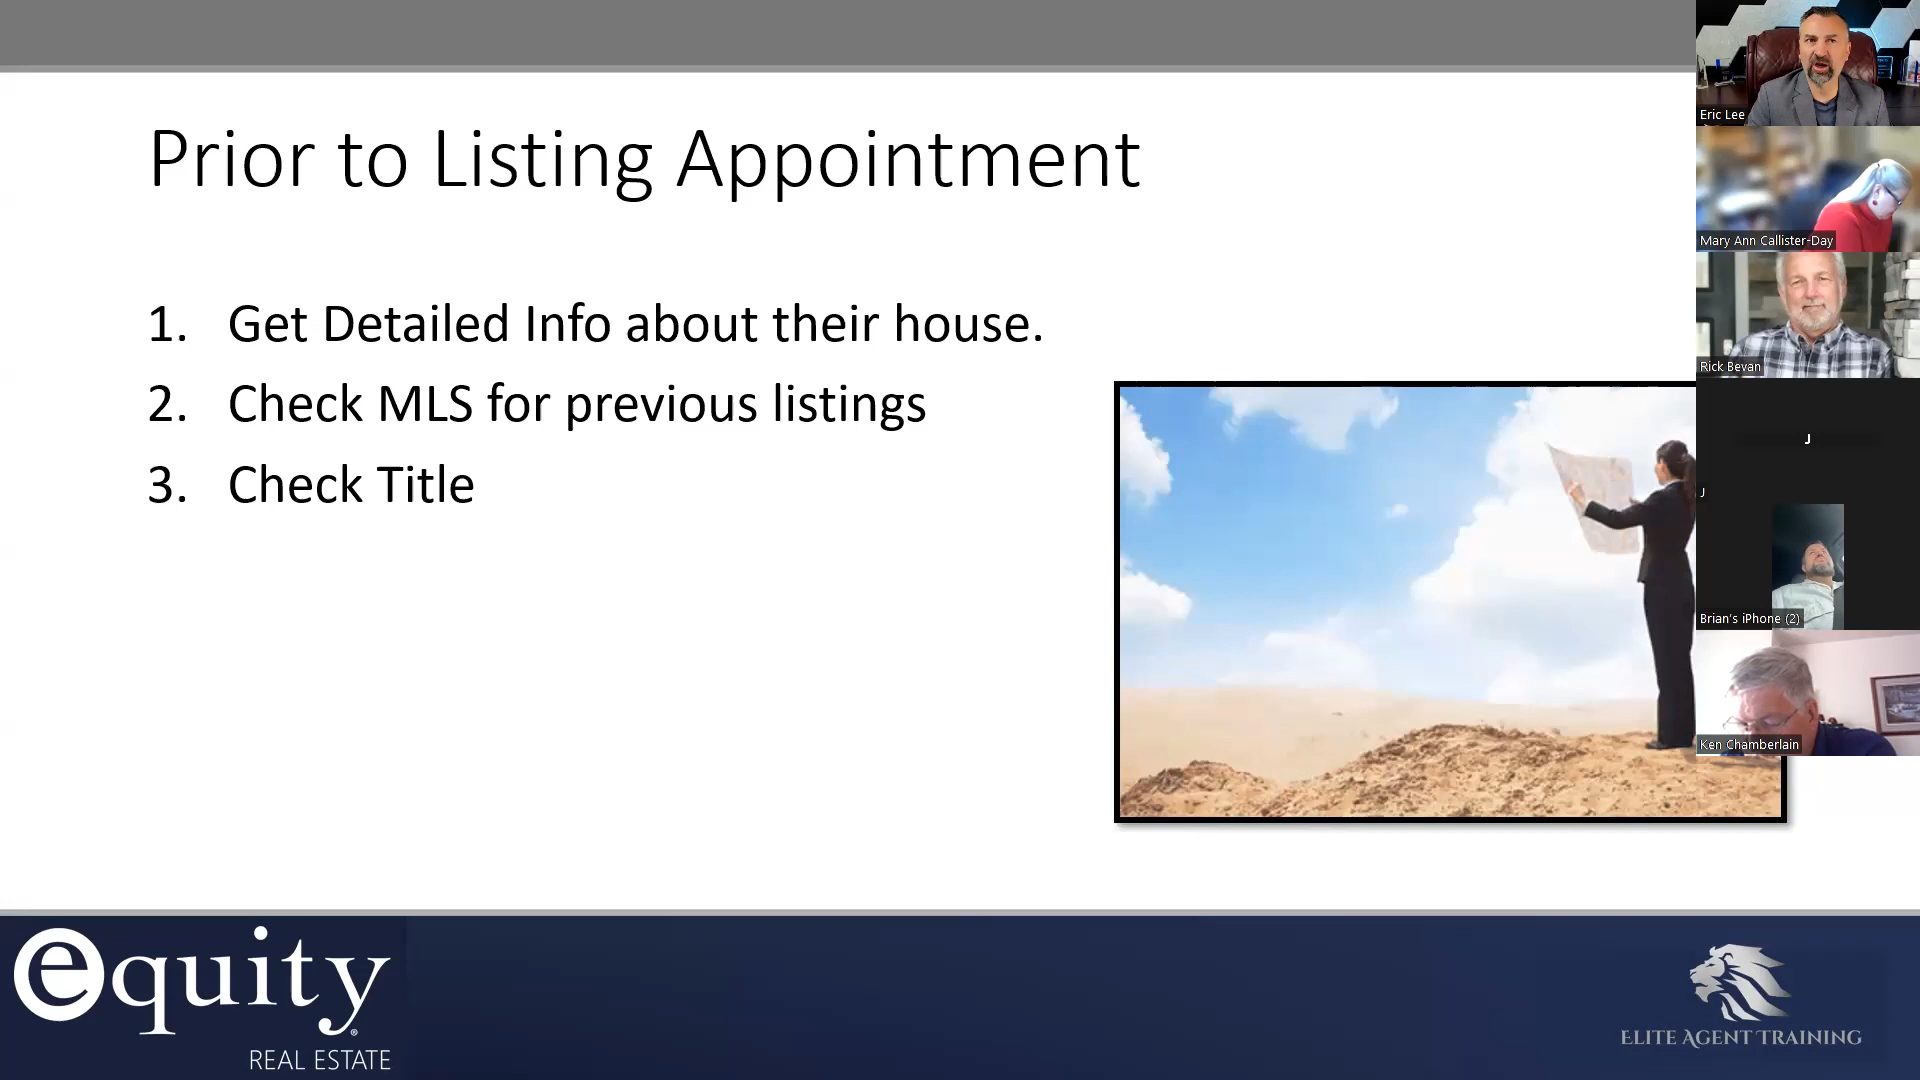 Prior to Listing Appointment
1. Get Detailed Info about their house.
2. Check MLS for previous listings
3. Check Title
Eric Lee
Mary Ann Callister-Day
Rick Bevan
J
J
Brian's iPhone (2)
Ken Chamberlain
equity®
REAL ESTATE
ELITE AGENT TRAINING